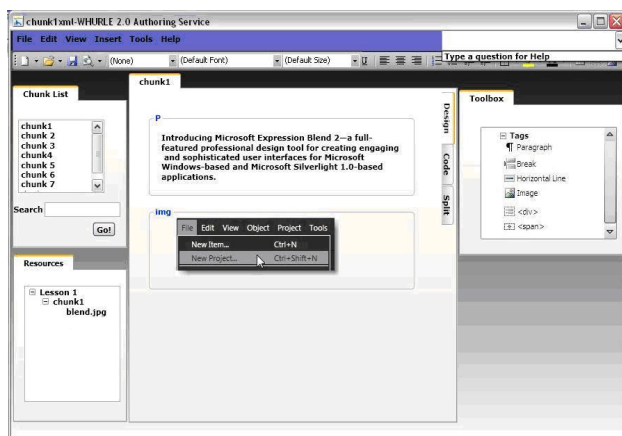 chunk1xml-WHURLE 2.0 Authoring Service
File Edit View Insert Tools Help
Type a question for Help
(None) (Default Font) (Default Size)
Chunk List
chunk1
chunk 2
chunk 3
chunk4
chunk 5
chunk 6
chunk 7
Search
Go!
Resources
Lesson 1
chunk1
blend.jpg
chunk1
P
Introducing Microsoft Expression Blend 2—a full-
featured professional design tool for creating engaging
and sophisticated user interfaces for Microsoft
Windows-based and Microsoft Silverlight 1.0-based
applications.
img
File Edit View Object Project Tools
New Item... Ctrl+N
New Project... Ctrl+Shift+N
Design
Code
Split
Toolbox
Tags
Paragraph
Break
Horizontal Line
Image
<div>
<span>